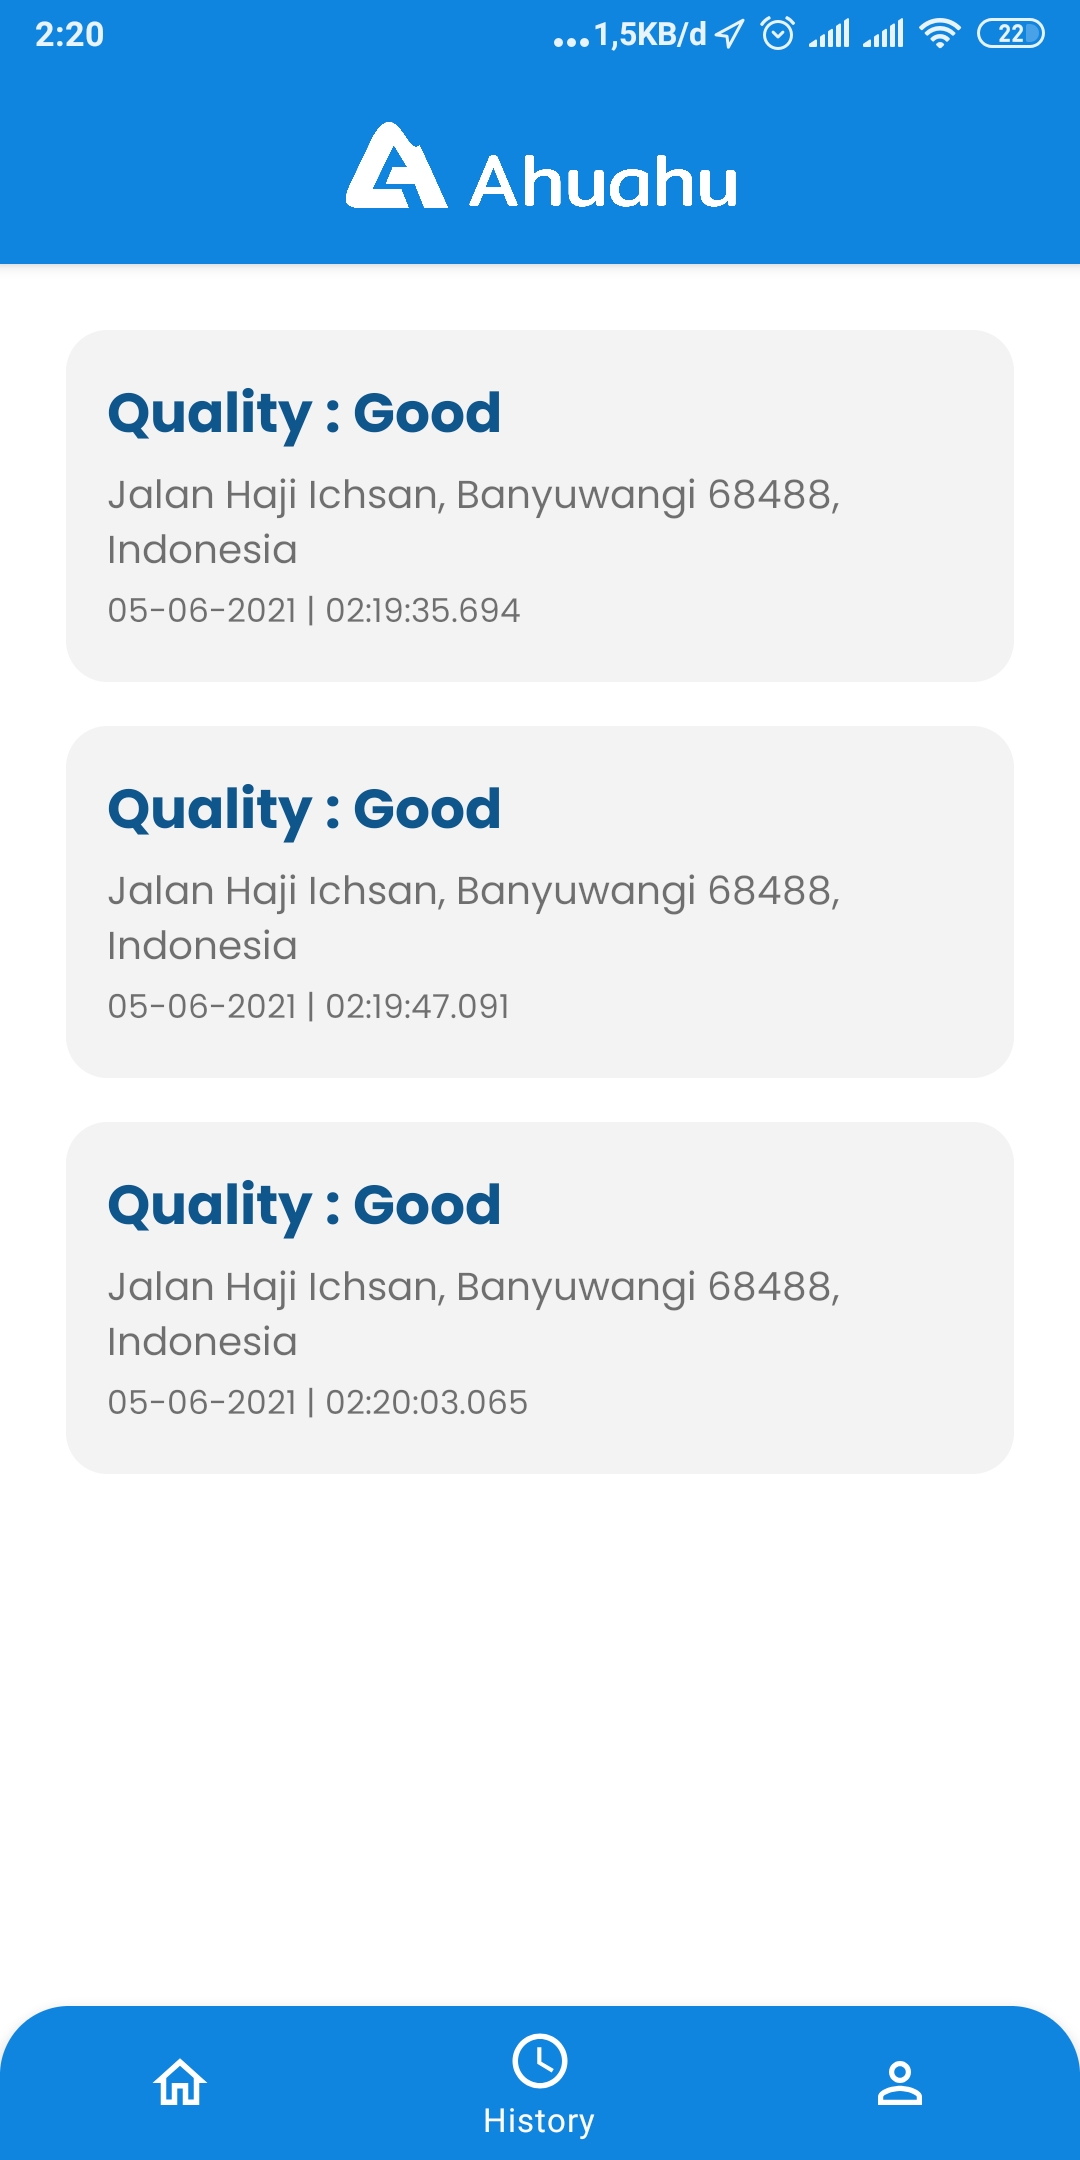 2:20
...1,5KB/d
22
Ahuahu
Quality : Good
Jalan Haji Ichsan, Banyuwangi 68488,
Indonesia
05-06-2021 | 02:19:35.694
Quality : Good
Jalan Haji Ichsan, Banyuwangi 68488,
Indonesia
05-06-2021 | 02:19:47.091
Quality : Good
Jalan Haji Ichsan, Banyuwangi 68488,
Indonesia
05-06-2021 | 02:20:03.065
History